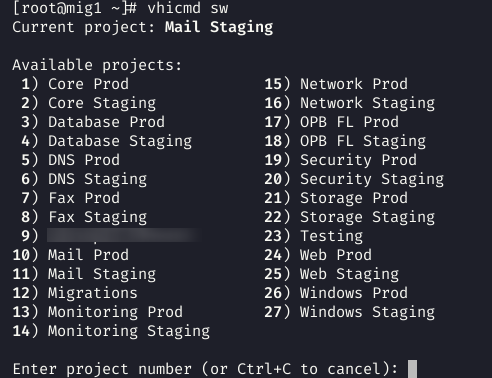 [root@mig1 ~]# vhicmd sw
Current project: Mail Staging
Available projects:
1) Core Prod
2) Core Staging
3) Database Prod
4) Database Staging
5) DNS Prod
6) DNS Staging
7) Fax Prod
8) Fax Staging
9)
10) Mail Prod
11) Mail Staging
12) Migrations
13) Monitoring Prod
14) Monitoring Staging
15) Network Prod
16) Network Staging
17) OPB FL Prod
18) OPB FL Staging
19) Security Prod
20) Security Staging
21) Storage Prod
22) Storage Staging
23) Testing
24) Web Prod
25) Web Staging
26) Windows Prod
27) Windows Staging
Enter project number (or Ctrl+C to cancel):